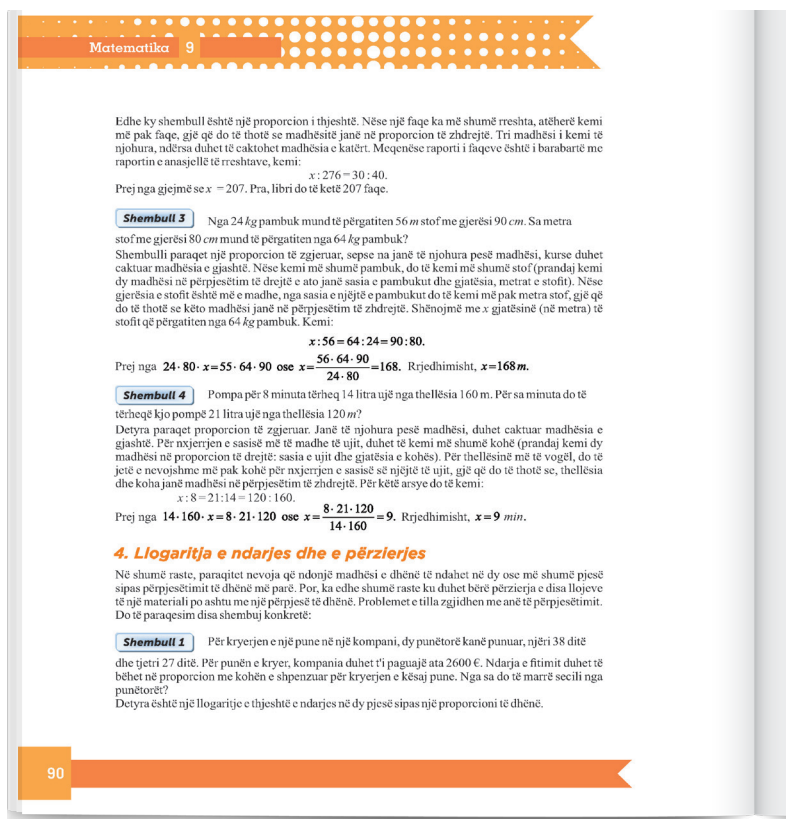 Matematika 9
Edhe ky shembull është një proporcion i thjeshtë. Nëse një faqe ka më shumë rreshta, atëherë kemi
më pak faqe, gjë që do të thotë se madhësitë janë në proporcion të zhdrejtë. Tri madhësi i kemi të
njohura, ndërsa duhet të caktohet madhësia e katërt. Meqenëse raporti i faqeve është i barabartë me
raportin e anasjellë të rreshtave, kemi:
x : 276 = 30 : 40.
Prej nga gjejmë se x = 207. Pra, libri do të ketë 207 faqe.
Shembull 3 Nga 24 kg pambuk mund të përgatiten 56 m stof me gjerësi 90 cm. Sa metra
stof me gjerësi 80 cm mund të përgatiten nga 64 kg pambuk?
Shembulli paraqet një proporcion të zgjeruar, sepse na janë të njohura pesë madhësi, kurse duhet
caktuar madhësia e gjashtë. Nëse kemi më shumë pambuk, do të kemi më shumë stof (prandaj kemi
dy madhësi në përpjesëtim të drejtë e ato janë sasia e pambukut dhe gjatësia, metrat e stofit). Nëse
gjerësia e stofit është më e madhe, nga sasia e njëjtë e pambukut do të kemi më pak metra stof, gjë që
do të thotë se këto madhësi janë në përpjesëtim të zhdrejtë. Shënojmë me x gjatësinë (në metra) të
stofit që përgatiten nga 64 kg pambuk. Kemi:
x : 56 = 64 : 24 = 90 : 80.
Prej nga 24 · 80 · x = 55 · 64 · 90 ose x = 56 · 64 · 90 / 24 · 80 = 168. Rrjedhimisht, x = 168 m.
Shembull 4 Pompa për 8 minuta tërheq 14 litra ujë nga thellësia 160 m. Për sa minuta do të
tërheqë kjo pompë 21 litra ujë nga thellësia 120 m?
Detyra paraqet proporcion të zgjeruar. Janë të njohura pesë madhësi, duhet caktuar madhësia e
gjashtë. Për nxjerrjen e sasisë më të madhe të ujit, duhet të kemi më shumë kohë (prandaj kemi dy
madhësi në proporcion të drejtë: sasia e ujit dhe gjatësia e kohës). Për thellësinë më të vogël, do të
jetë e nevojshme më pak kohë për nxjerrjen e sasisë së njëjtë të ujit, gjë që do të thotë se, thellësia
dhe koha janë madhësi në përpjesëtim të zhdrejtë. Për këtë arsye do të kemi:
x : 8 = 21:14 = 120 : 160.
Prej nga 14 · 160 · x = 8 · 21 · 120 ose x = 8 · 21 · 120 / 14 · 160 = 9. Rrjedhimisht, x = 9 min.
4. Llogaritja e ndarjes dhe e përzierjes
Në shumë raste, paraqitet nevoja që ndonjë madhësi e dhënë të ndahet në dy ose më shumë pjesë
sipas përpjesëtimit të dhënë më parë. Por, ka edhe shumë raste ku duhet bërë përzierja e disa llojeve
të një materiali po ashtu me një përpjesë të dhënë. Problemet e tilla zgjidhen me anë të përpjesëtimit.
Do të paraqesim disa shembuj konkretë:
Shembull 1 Për kryerjen e një pune në një kompani, dy punëtorë kanë punuar, njëri 38 ditë
dhe tjetri 27 ditë. Për punën e kryer, kompania duhet t'i paguajë ata 2600 €. Ndarja e fitimit duhet të
bëhet në proporcion me kohën e shpenzuar për kryerjen e kësaj pune. Nga sa do të marrë secili nga
punëtorët?
Detyra është një llogaritje e thjeshtë e ndarjes në dy pjesë sipas një proporcioni të dhënë.
90